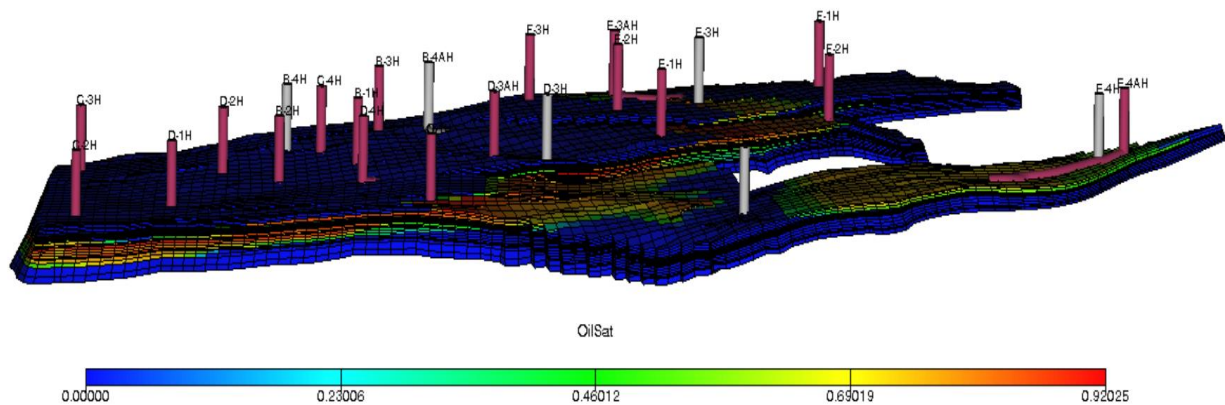 E-1H
E-3H
E-3AH
E-2H
E-3H
E-2H
B-3H
B-4AH
E-1H
B-4H
C-4H
D-3AH
D-3H
E-4AH
E-4H
C-3H
D-2H
B-1H
B-2H
D-4H
D-1H
C-2H
OilSat
0.00000
0.23006
0.46012
0.69019
0.92025